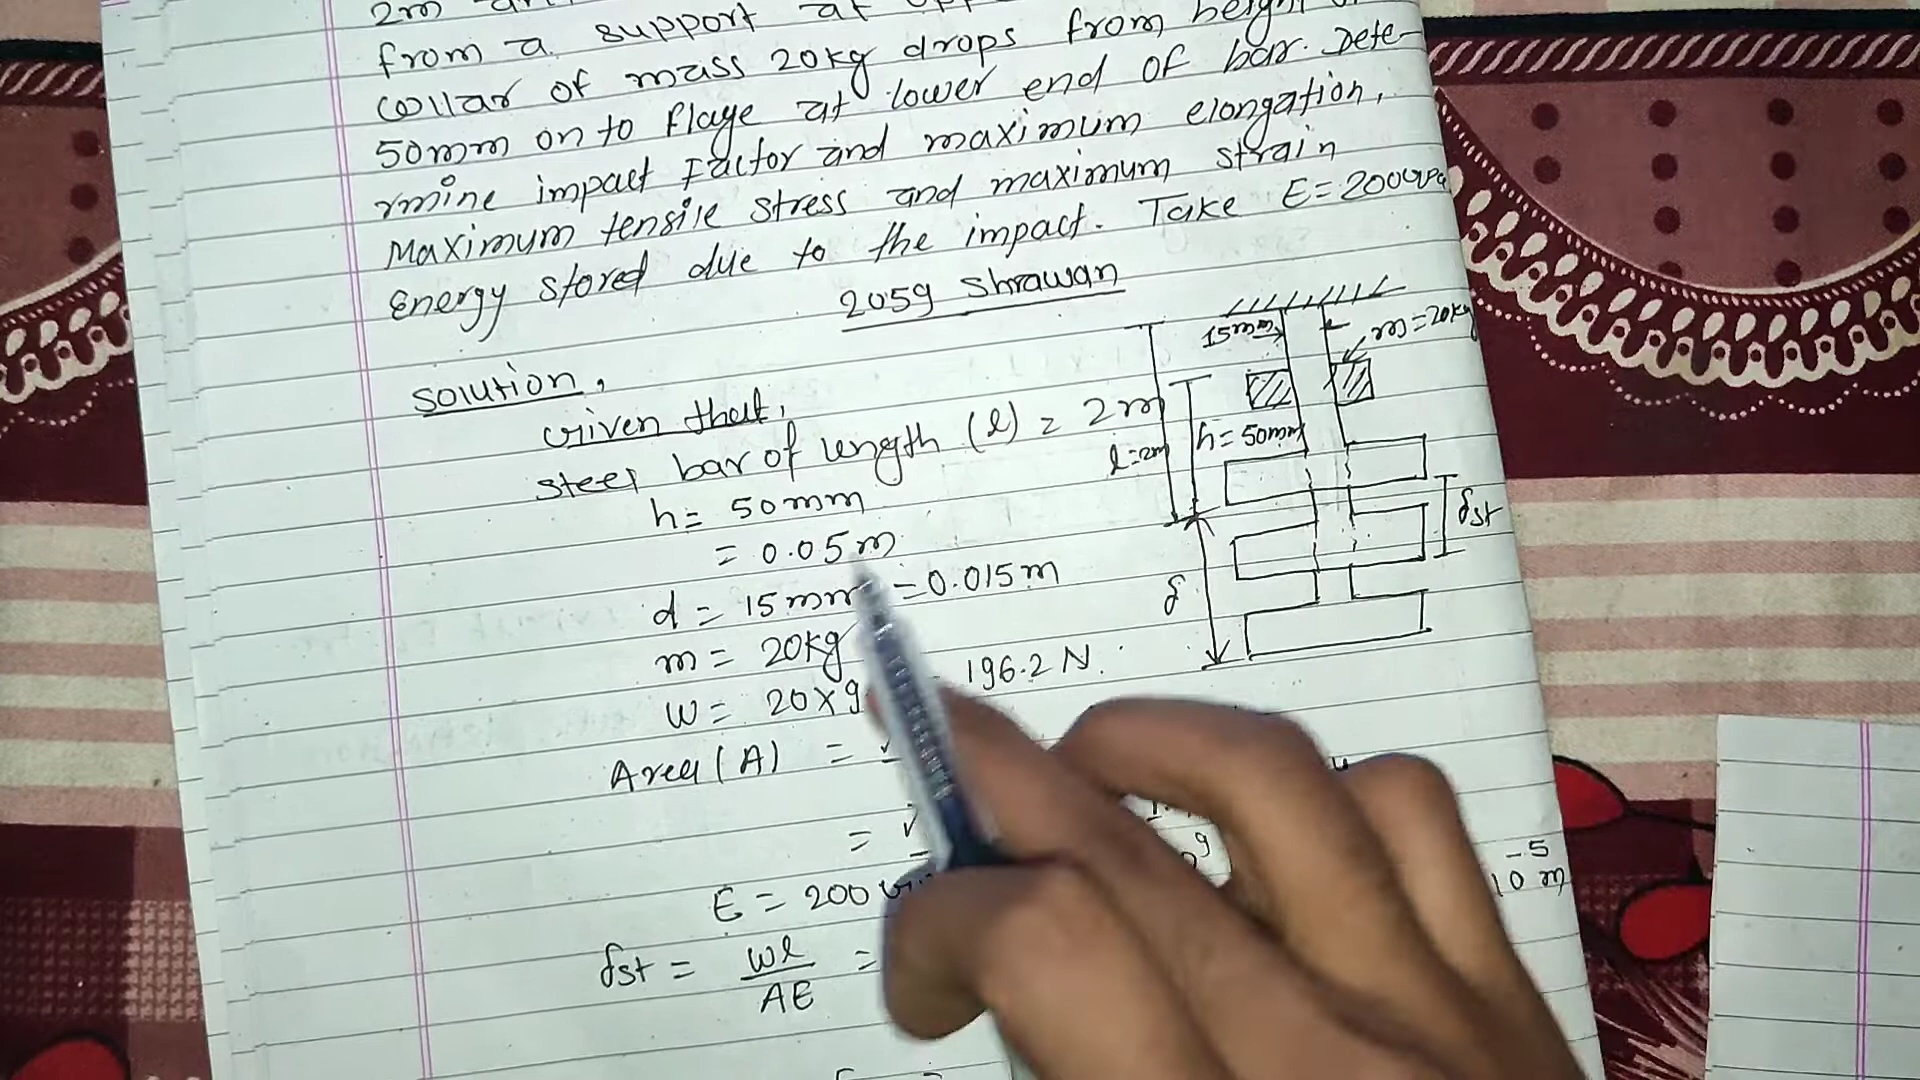 2m
from a support at
collar of mass 20kg drops from height
50mm on to flage at lower end of bar. Dete-
rmine impact Factor and maximum elongation,
Maximum tensile stress and maximum strain
Energy stored due to the impact. Take E=200GPa
2059 Shrawan
Solution,
Given that,
steel bar of length (l) = 2m
h = 50mm
= 0.05m
d = 15mm = 0.015m
m = 20kg
w = 20×9 196.2 N.
Area (A) =
=
E = 200
10⁻⁵ m
δst = wl/AE =
15mm
= 20kg
h = 50mm
l = 2m
δst
δ